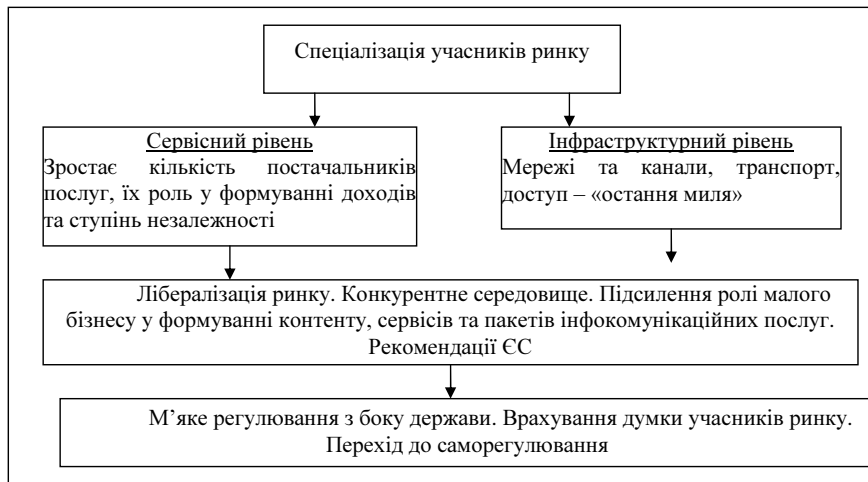 Спеціалізація учасників ринку
Сервісний рівень
Зростає кількість постачальників
послуг, їх роль у формуванні доходів
та ступінь незалежності
Інфраструктурний рівень
Мережі та канали, транспорт,
доступ – «остання миля»
Лібералізація ринку. Конкурентне середовище. Підсилення ролі малого
бізнесу у формуванні контенту, сервісів та пакетів інфокомунікаційних послуг.
Рекомендації ЄС
М’яке регулювання з боку держави. Врахування думки учасників ринку.
Перехід до саморегулювання